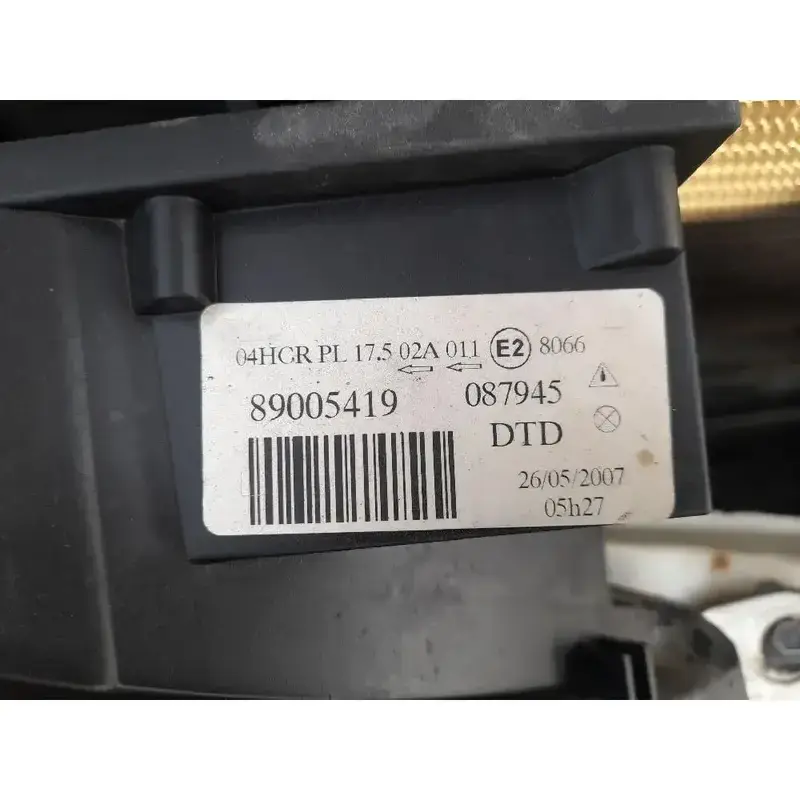 04HCR PL 17.5 02A 011 E2 8066
89005419 087945
DTD
26/05/2007
05h27